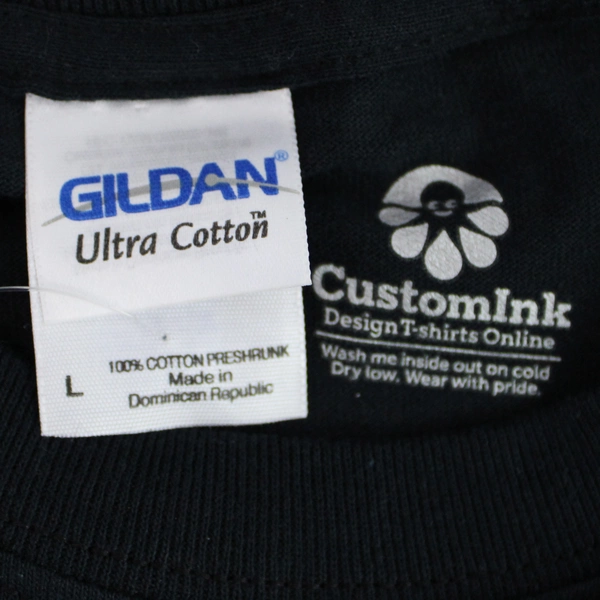 GILDAN®
Ultra Cotton™
L
100% COTTON PRESHRUNK
Made in
Dominican Republic
CustomInk
Design T-shirts Online
Wash me inside out on cold
Dry low. Wear with pride.